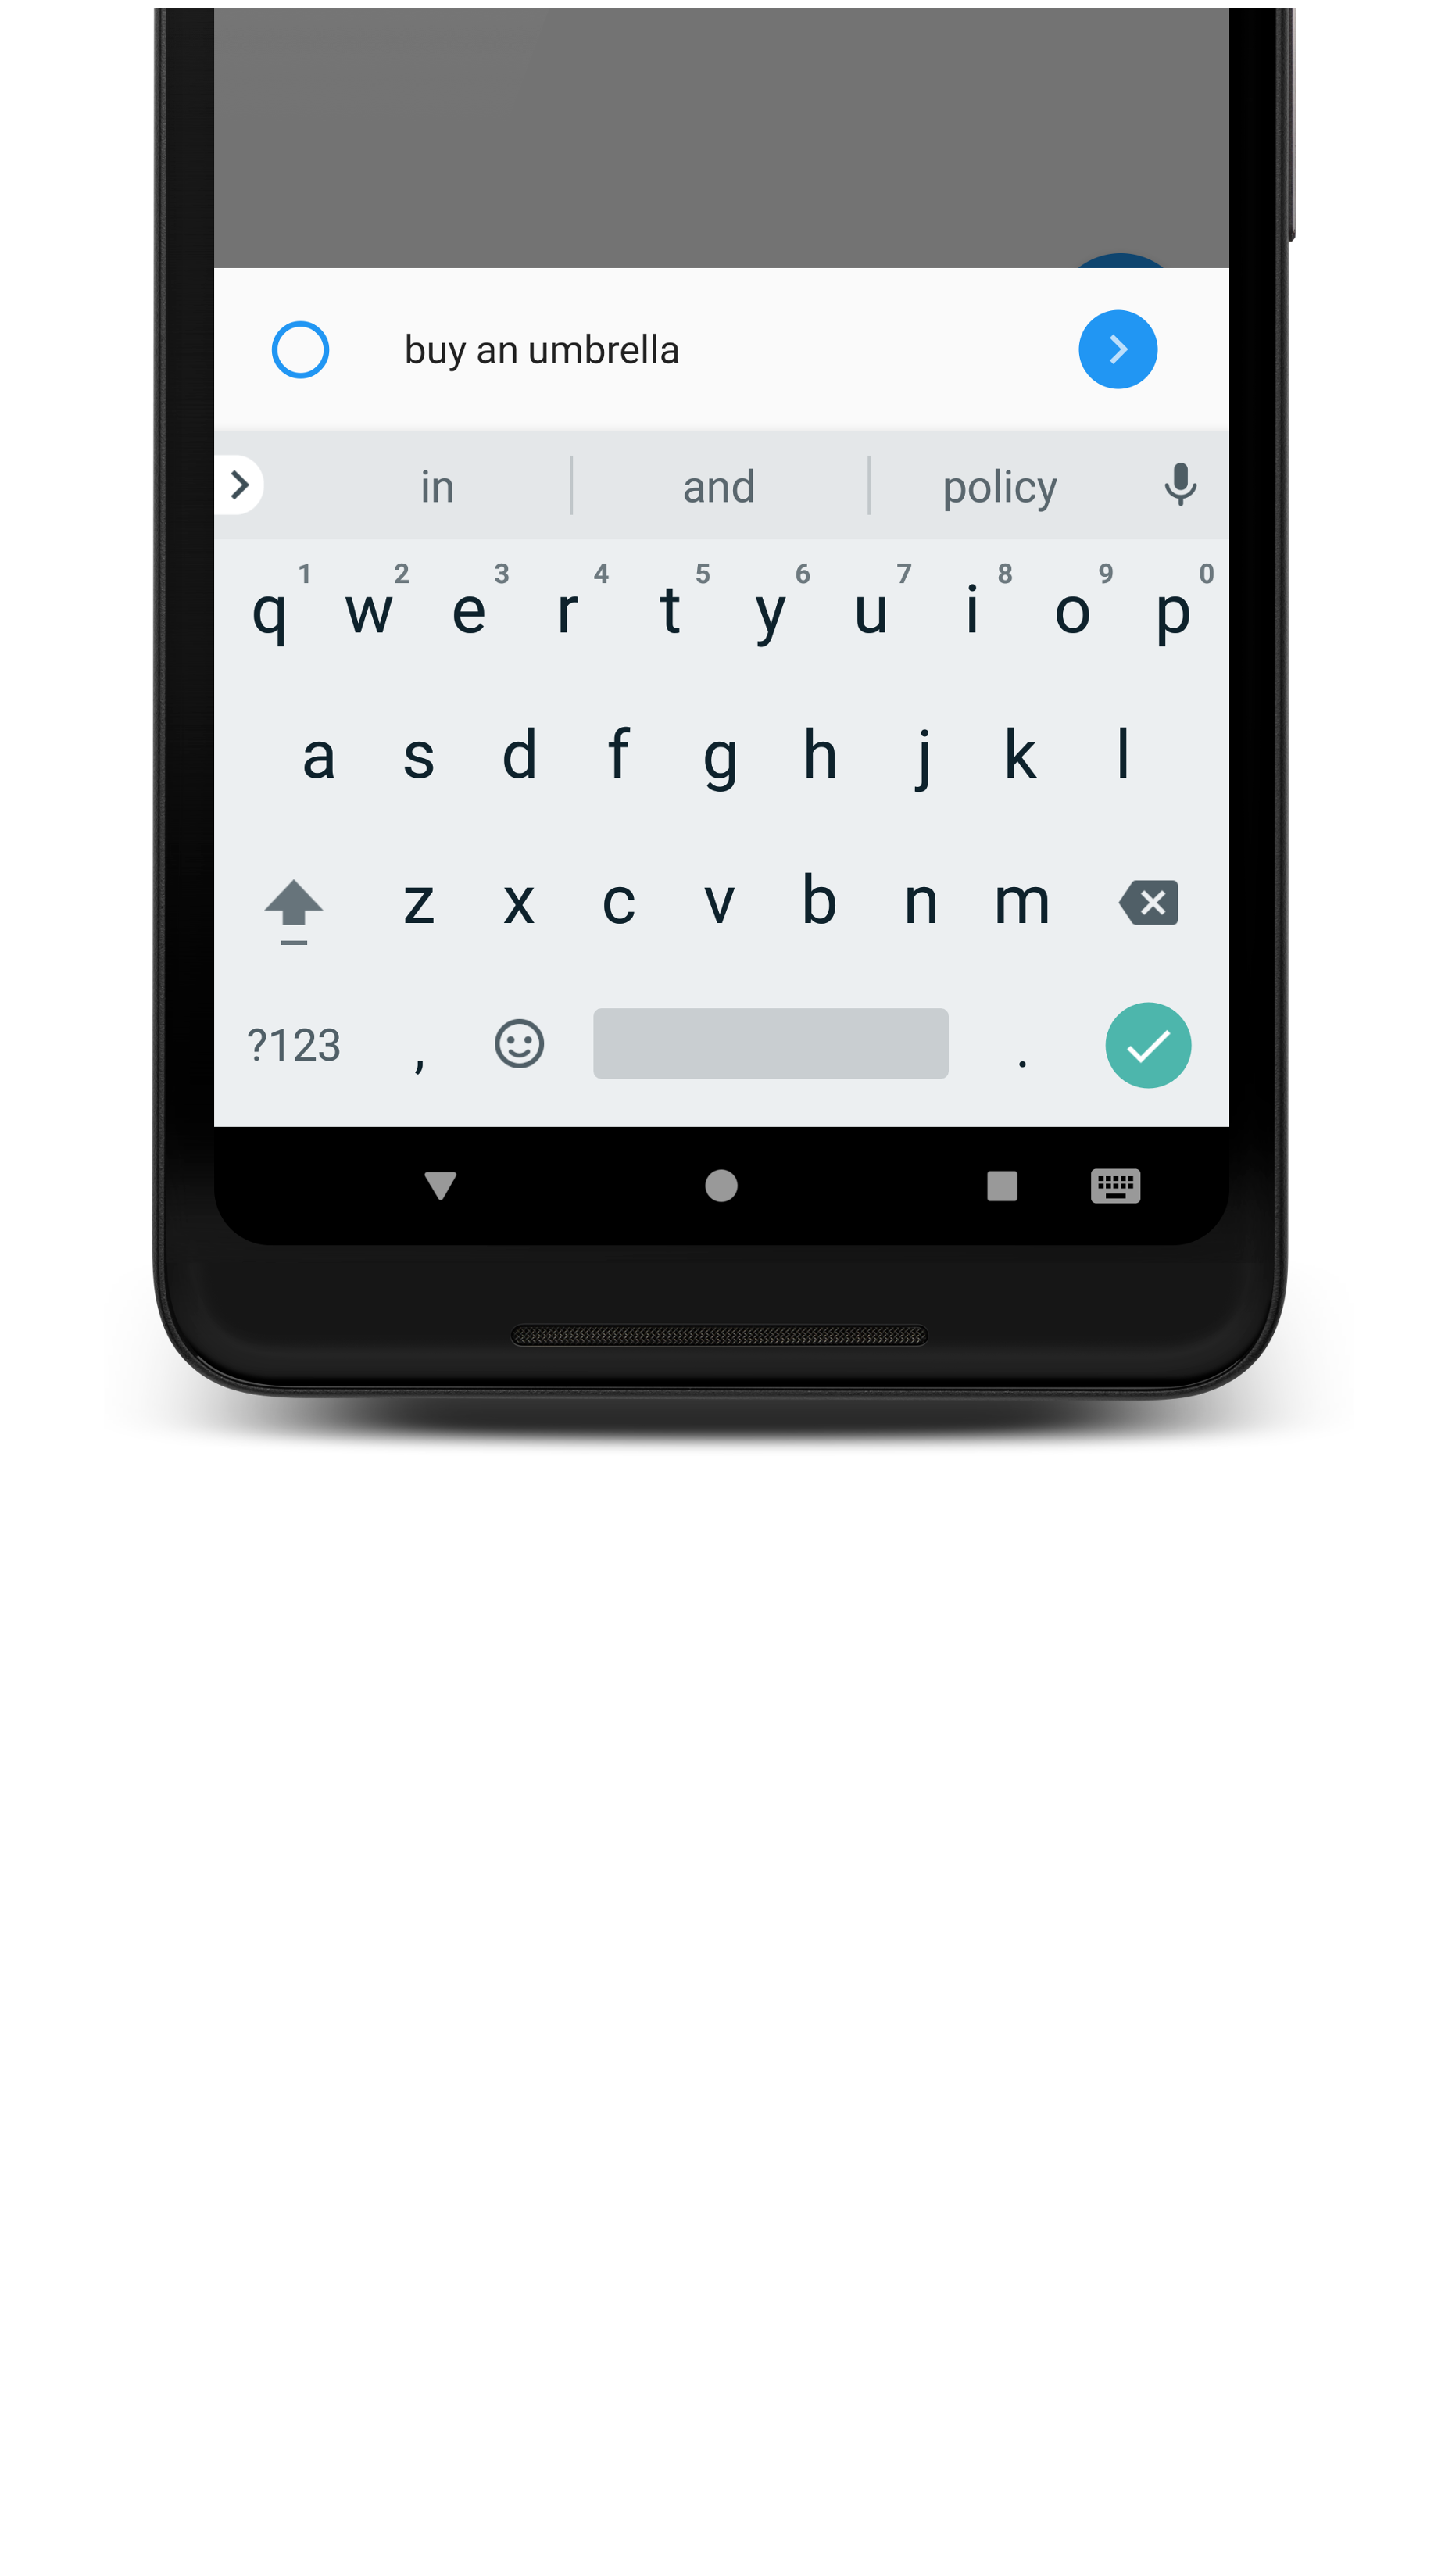 buy an umbrella
in and policy
1 2 3 4 5 6 7 8 9 0
q w e r t y u i o p
a s d f g h j k l
z x c v b n m
?123 , .